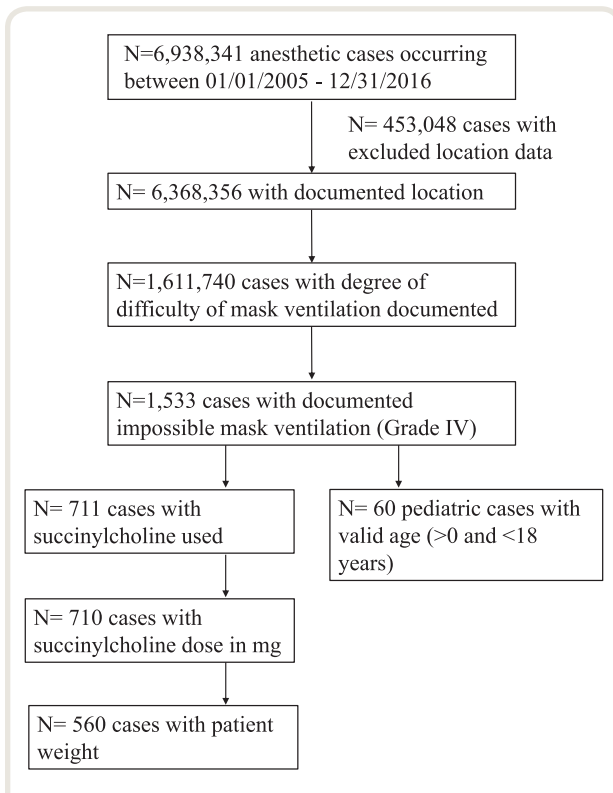 N=6,938,341 anesthetic cases occurring
between 01/01/2005 - 12/31/2016
N= 453,048 cases with
excluded location data
N= 6,368,356 with documented location
N=1,611,740 cases with degree of
difficulty of mask ventilation documented
N=1,533 cases with documented
impossible mask ventilation (Grade IV)
N= 711 cases with
succinylcholine used
N= 60 pediatric cases with
valid age (>0 and <18
years)
N= 710 cases with
succinylcholine dose in mg
N= 560 cases with patient
weight